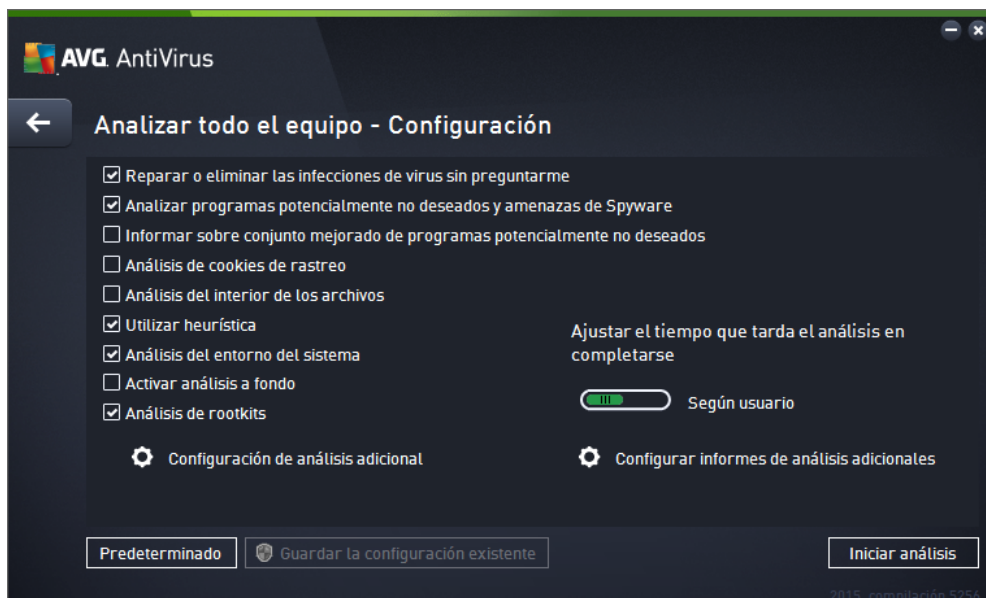 AVG. AntiVirus
Analizar todo el equipo - Configuración
Reparar o eliminar las infecciones de virus sin preguntarme
Analizar programas potencialmente no deseados y amenazas de Spyware
Informar sobre conjunto mejorado de programas potencialmente no deseados
Análisis de cookies de rastreo
Análisis del interior de los archivos
Utilizar heurística
Análisis del entorno del sistema
Activar análisis a fondo
Análisis de rootkits
Ajustar el tiempo que tarda el análisis en
completarse
Según usuario
Configuración de análisis adicional
Configurar informes de análisis adicionales
Predeterminado
Guardar la configuración existente
Iniciar análisis
2015 compilación 5256